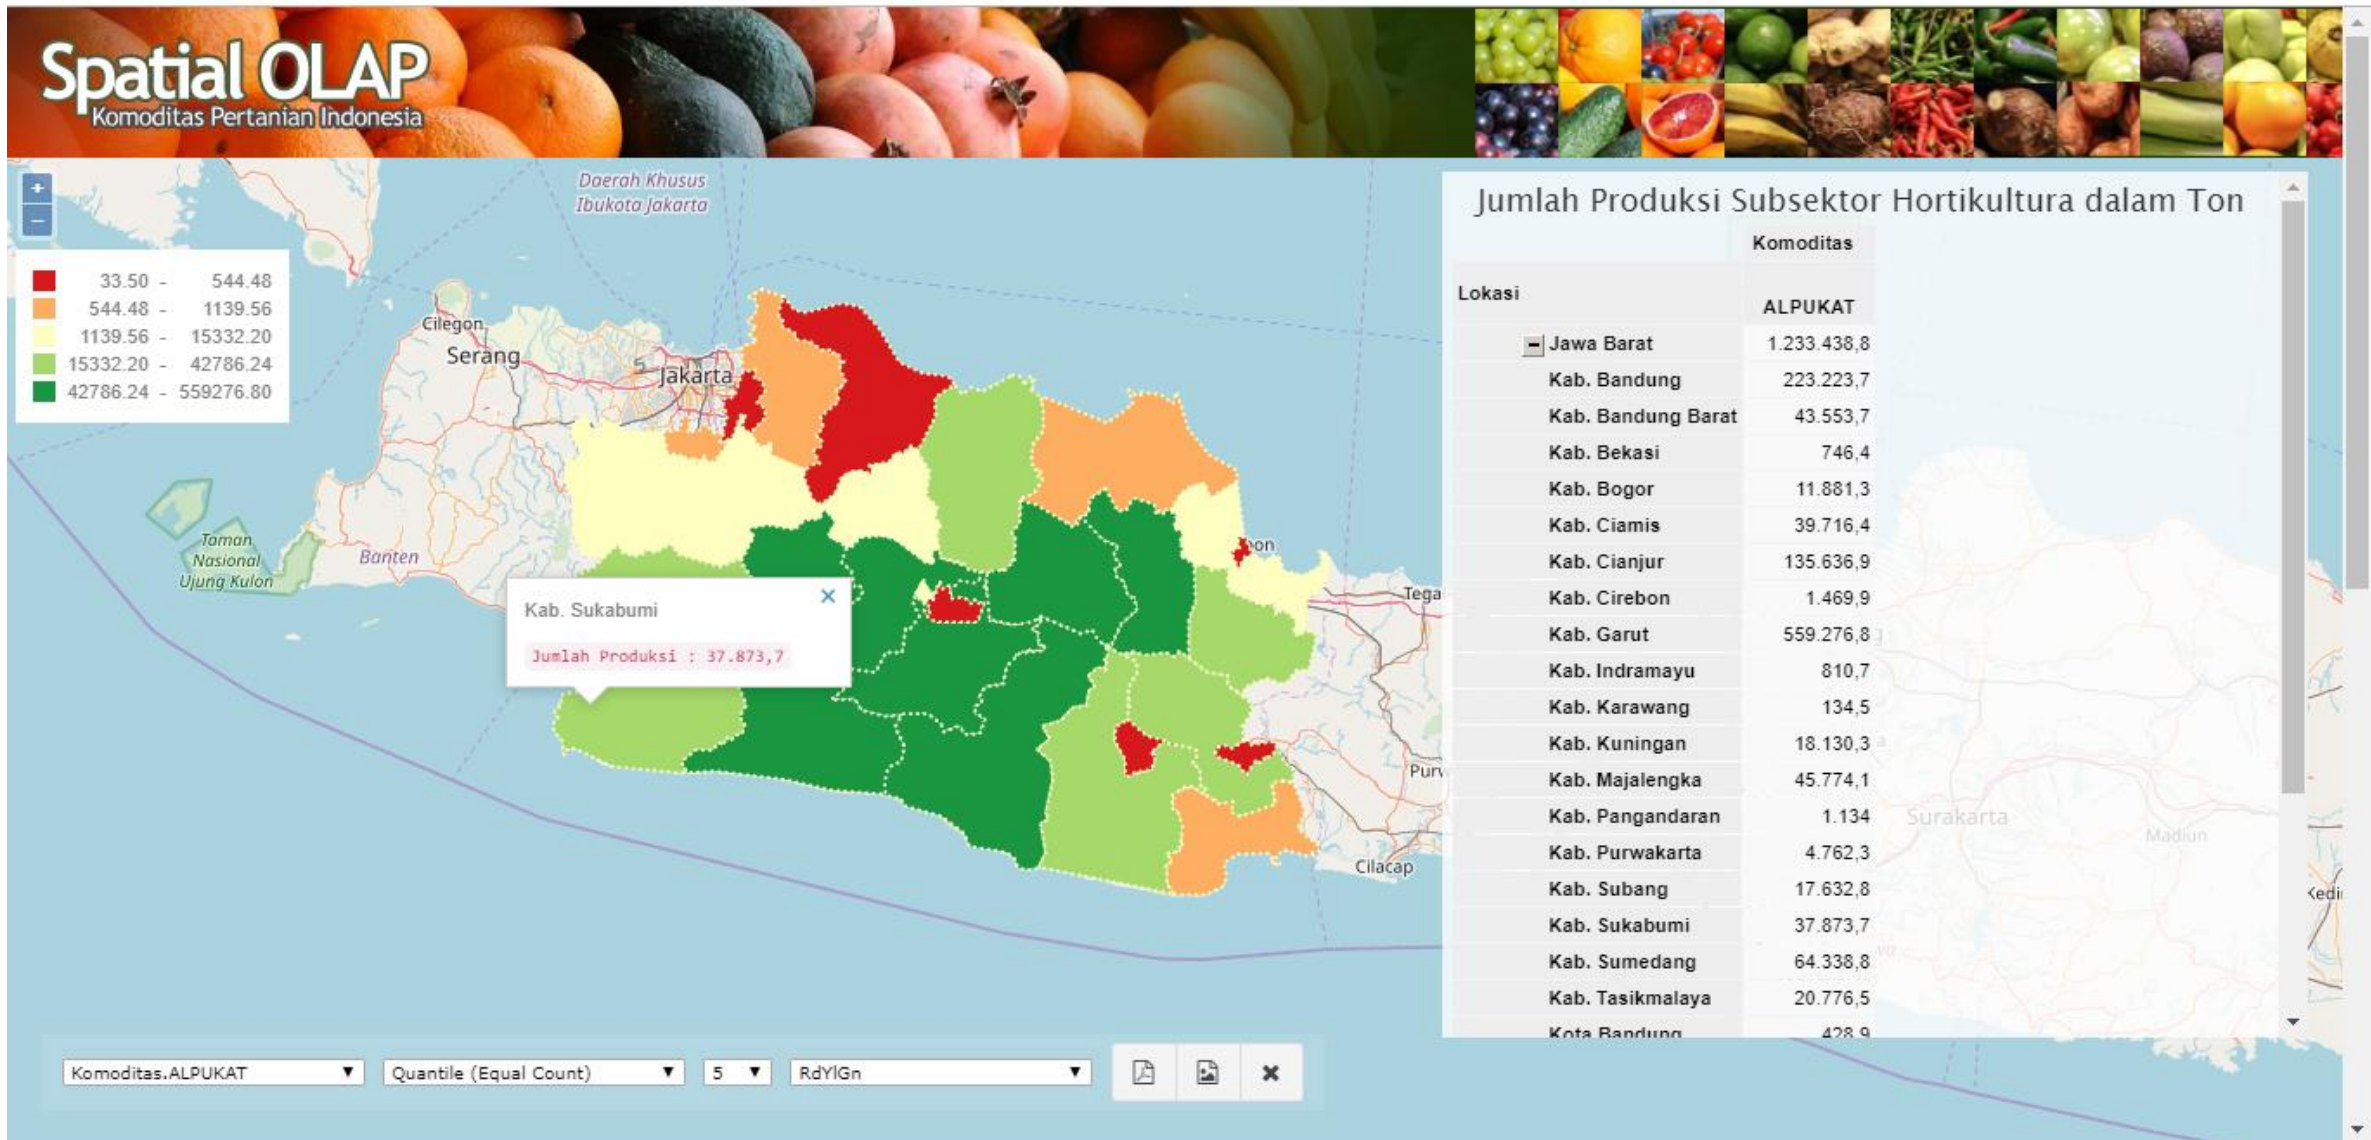 Spatial OLAP
Komoditas Pertanian Indonesia
+
−
33.50 - 544.48
544.48 - 1139.56
1139.56 - 15332.20
15332.20 - 42786.24
42786.24 - 559276.80
Daerah Khusus
Ibukota Jakarta
Cilegon
Serang
Jakarta
Taman
Nasional
Ujung Kulon
Banten
Cilacap
Surakarta
Madiun
Kab. Sukabumi
×
Jumlah Produksi : 37.873,7
Jumlah Produksi Subsektor Hortikultura dalam Ton
Komoditas
Lokasi
ALPUKAT
Jawa Barat 1.233.438,8
Kab. Bandung 223.223,7
Kab. Bandung Barat 43.553,7
Kab. Bekasi 746,4
Kab. Bogor 11.881,3
Kab. Ciamis 39.716,4
Kab. Cianjur 135.636,9
Kab. Cirebon 1.469,9
Kab. Garut 559.276,8
Kab. Indramayu 810,7
Kab. Karawang 134,5
Kab. Kuningan 18.130,3
Kab. Majalengka 45.774,1
Kab. Pangandaran 1.134
Kab. Purwakarta 4.762,3
Kab. Subang 17.632,8
Kab. Sukabumi 37.873,7
Kab. Sumedang 64.338,8
Kab. Tasikmalaya 20.776,5
Kota Bandung 428,9
Komoditas.ALPUKAT
Quantile (Equal Count)
5
RdYlGn